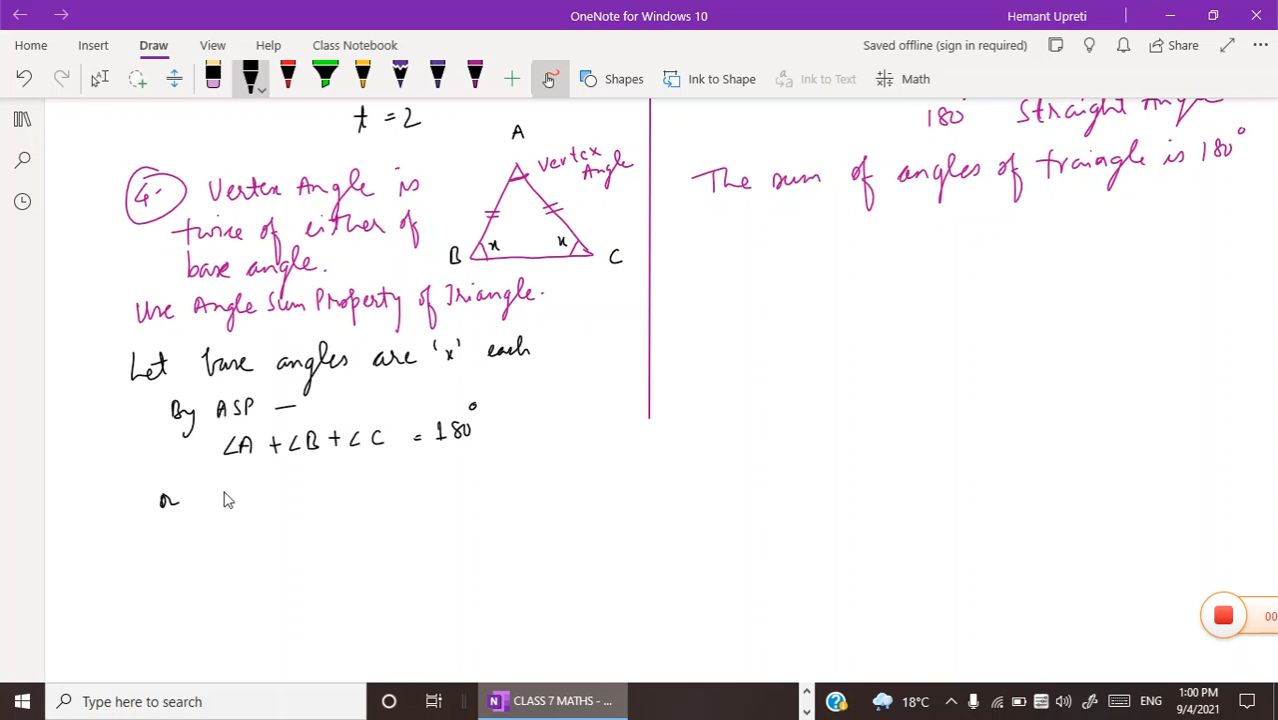 OneNote for Windows 10
Hemant Upreti
Home Insert Draw View Help Class Notebook
Saved offline (sign in required)
Share
Shapes
Ink to Shape
Ink to Text
Math
t = 2
180° Straight Angle
The sum of angles of traingle is 180°
4.
Vertex Angle is
twice of either of
base angle.
Use Angle Sum Property of Triangle.
A
Vertex
Angle
x x
B C
Let base angles are 'x' each
By ASP —
∠A + ∠B + ∠C = 180°
or
00
Type here to search
CLASS 7 MATHS - ...
18°C
ENG
1:00 PM
9/4/2021